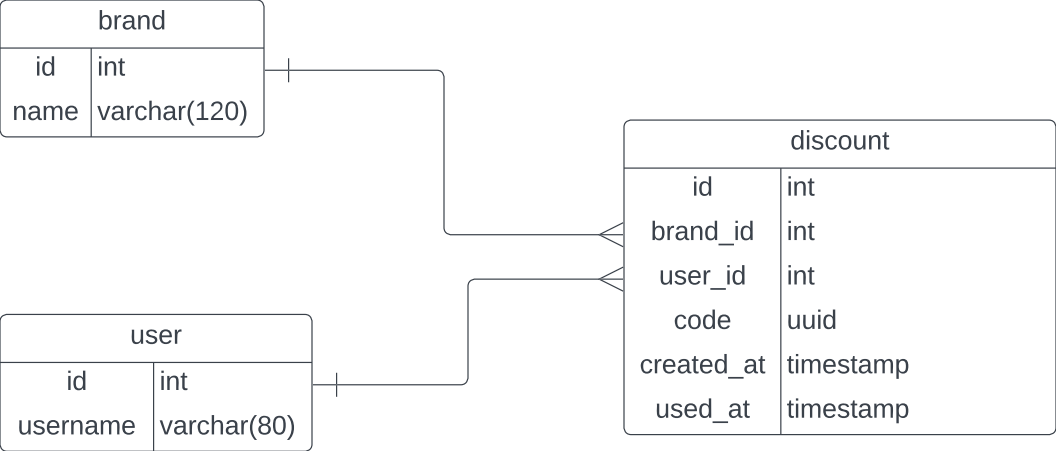 brand
id int
name varchar(120)
discount
id int
brand_id int
user_id int
code uuid
created_at timestamp
used_at timestamp
user
id int
username varchar(80)